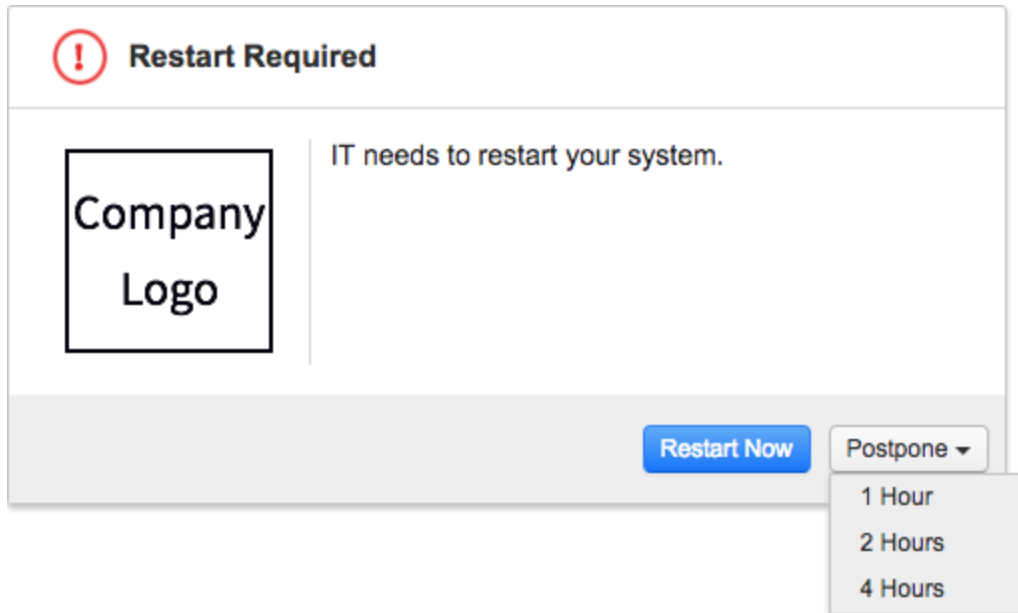 Restart Required
IT needs to restart your system.
Company
Logo
Restart Now
Postpone
1 Hour
2 Hours
4 Hours